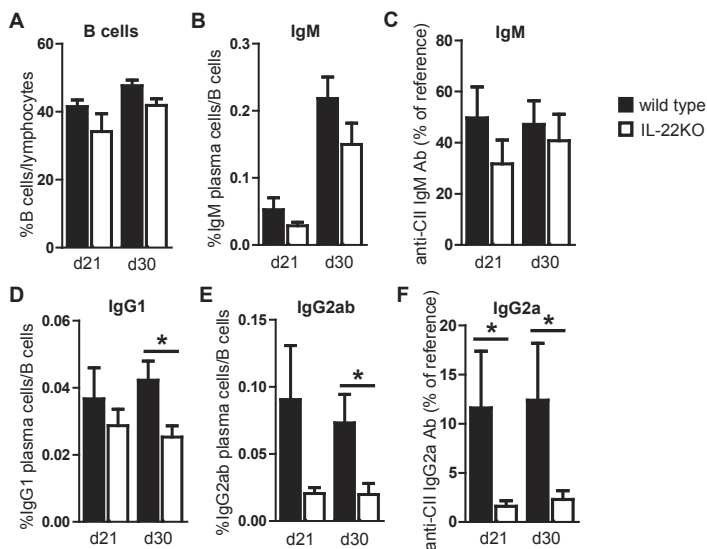 A
B cells
%B cells/lymphocytes
60
40
20
0
d21
d30
B
IgM
%IgM plasma cells/B cells
0.3
0.2
0.1
0.0
d21
d30
C
IgM
anti-CII IgM Ab (% of reference)
80
60
40
20
0
d21
d30
wild type
IL-22KO
D
IgG1
%IgG1 plasma cells/B cells
0.06
0.04
0.02
0.00
*
d21
d30
E
IgG2ab
%IgG2ab plasma cells/B cells
0.15
0.10
0.05
0.00
*
d21
d30
F
IgG2a
anti-CII IgG2a Ab (% of reference)
20
15
10
5
0
*
*
d21
d30